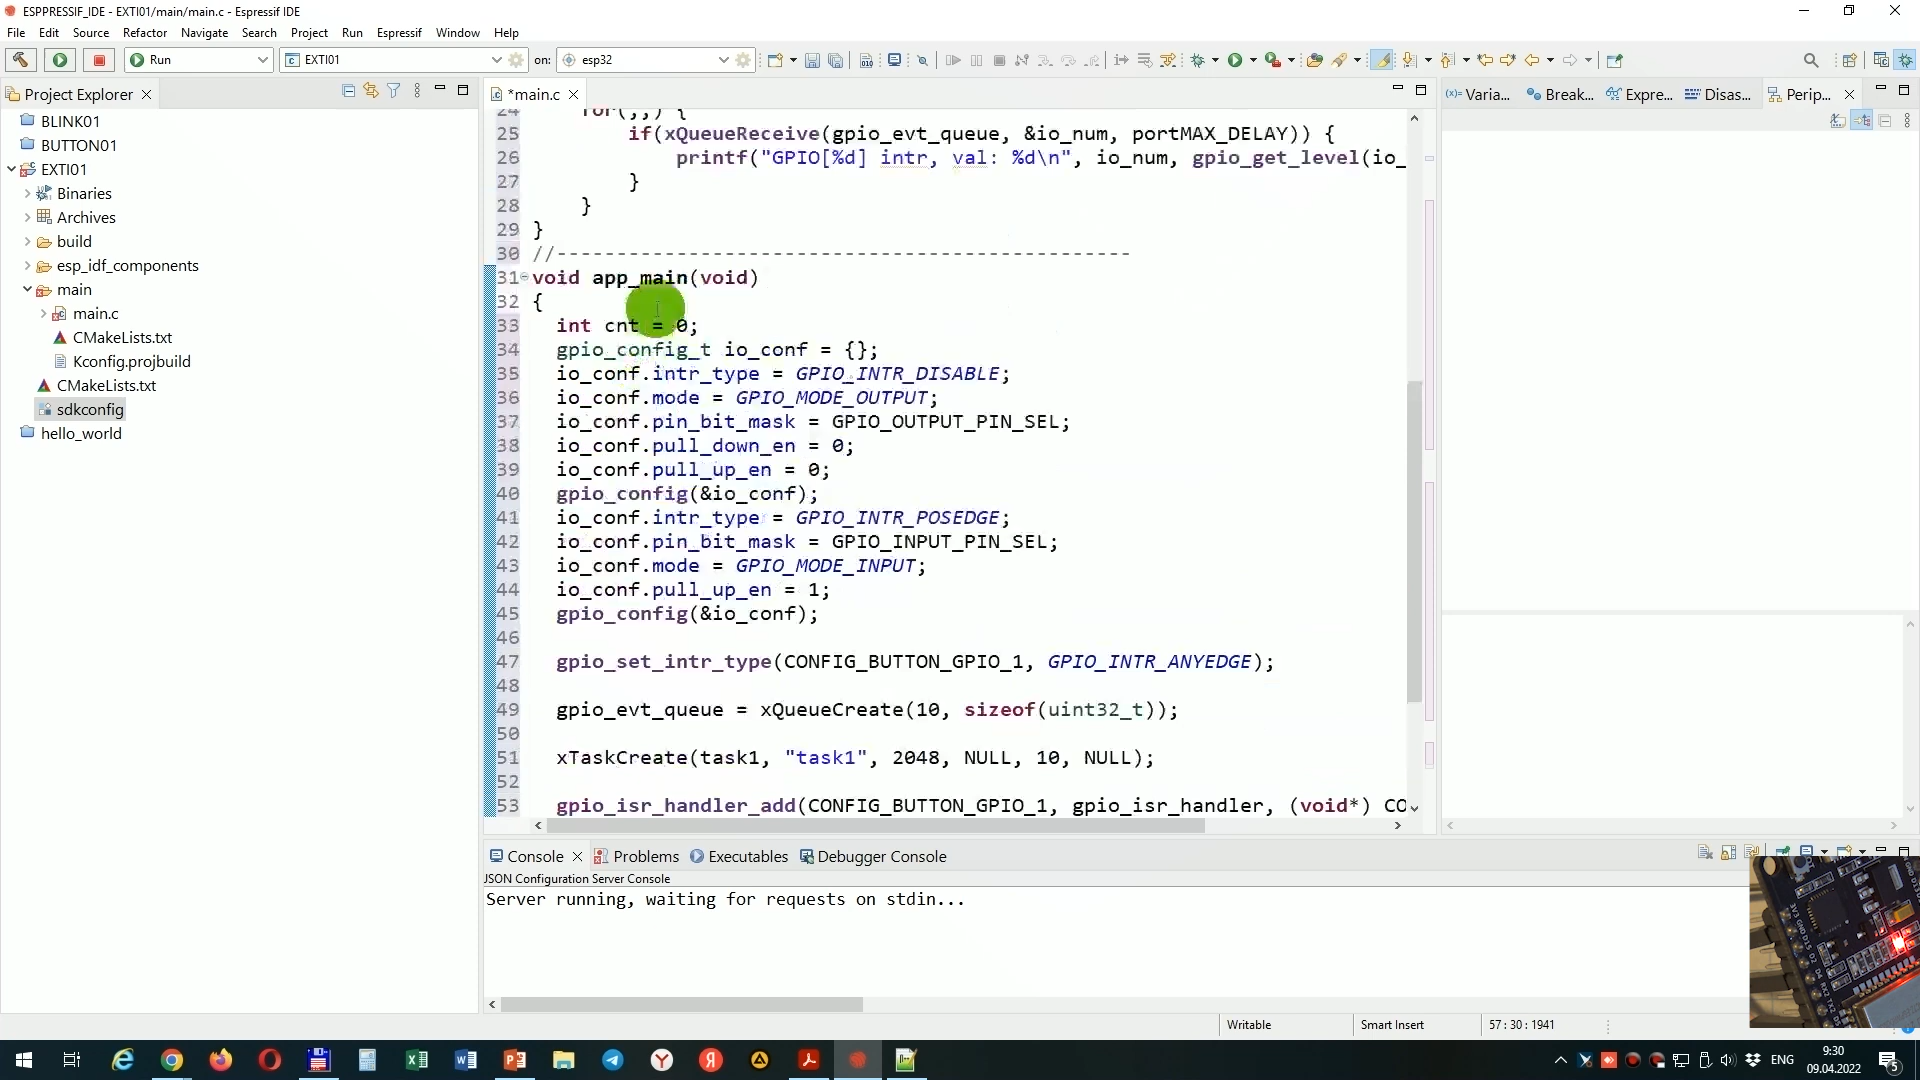 ESPPRESSIF_IDE - EXTI01/main/main.c - Espressif IDE
File Edit Source Refactor Navigate Search Project Run Espressif Window Help
Run EXTI01 on: esp32
Project Explorer
BLINK01
BUTTON01
EXTI01
Binaries
Archives
build
esp_idf_components
main
main.c
CMakeLists.txt
Kconfig.projbuild
CMakeLists.txt
sdkconfig
hello_world
*main.c
24 for(;;) {
25 if(xQueueReceive(gpio_evt_queue, &io_num, portMAX_DELAY)) {
26 printf("GPIO[%d] intr, val: %d\n", io_num, gpio_get_level(io_
27 }
28 }
29 }
30 //------------------------------------------------
31 void app_main(void)
32 {
33 int cnt = 0;
34 gpio_config_t io_conf = {};
35 io_conf.intr_type = GPIO_INTR_DISABLE;
36 io_conf.mode = GPIO_MODE_OUTPUT;
37 io_conf.pin_bit_mask = GPIO_OUTPUT_PIN_SEL;
38 io_conf.pull_down_en = 0;
39 io_conf.pull_up_en = 0;
40 gpio_config(&io_conf);
41 io_conf.intr_type = GPIO_INTR_POSEDGE;
42 io_conf.pin_bit_mask = GPIO_INPUT_PIN_SEL;
43 io_conf.mode = GPIO_MODE_INPUT;
44 io_conf.pull_up_en = 1;
45 gpio_config(&io_conf);
46
47 gpio_set_intr_type(CONFIG_BUTTON_GPIO_1, GPIO_INTR_ANYEDGE);
48
49 gpio_evt_queue = xQueueCreate(10, sizeof(uint32_t));
50
51 xTaskCreate(task1, "task1", 2048, NULL, 10, NULL);
52
53 gpio_isr_handler_add(CONFIG_BUTTON_GPIO_1, gpio_isr_handler, (void*) CO
Varia... Break... Expre... Disas... Perip...
Console Problems Executables Debugger Console
JSON Configuration Server Console
Server running, waiting for requests on stdin...
Writable Smart Insert 57 : 30 : 1941
ENG
9:30
09.04.2022
5